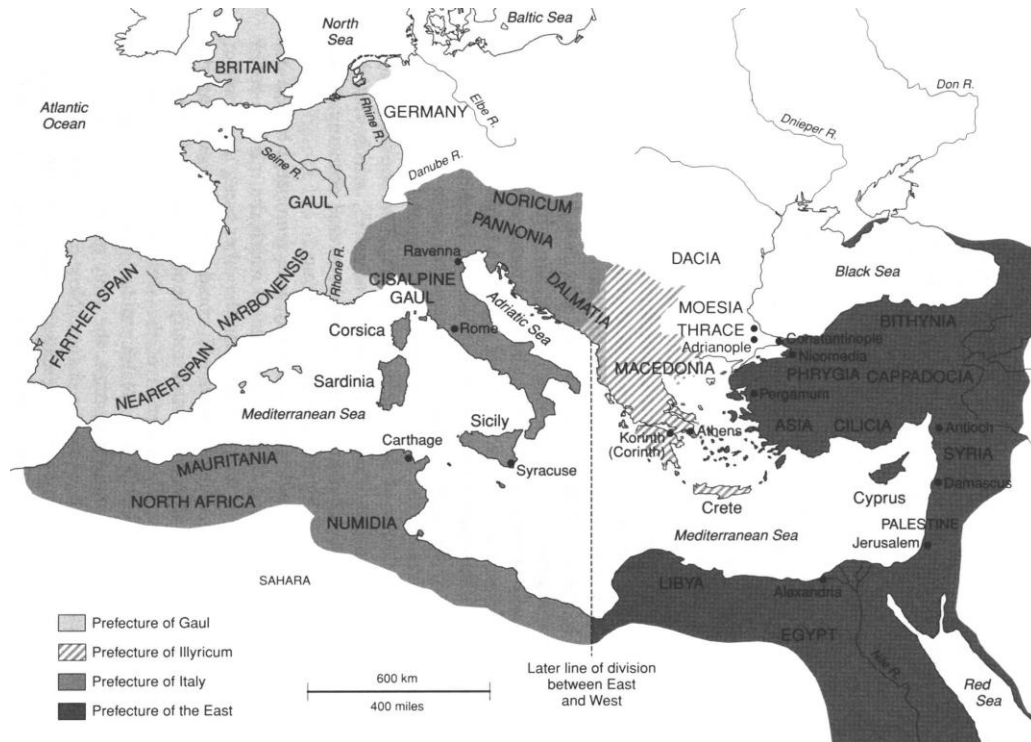 North
Sea
Baltic Sea
BRITAIN
Atlantic
Ocean
GERMANY
Elbe R.
Rhine R.
Don R.
Dnieper R.
Seine R.
Danube R.
GAUL
NORICUM
PANNONIA
Ravenna
DACIA
Black Sea
FARTHER SPAIN
NARBONENSIS
Rhone R.
CISALPINE
GAUL
DALMATIA
Adriatic Sea
MOESIA
THRACE
Adrianople
BITHYNIA
Constantinople
Nicomedia
Corsica
Rome
MACEDONIA
PHRYGIA
CAPPADOCIA
NEARER SPAIN
Sardinia
Pergamum
Mediterranean Sea
Sicily
ASIA
CILICIA
Antioch
Carthage
Korinth
(Corinth)
Athens
SYRIA
MAURITANIA
Syracuse
Damascus
NORTH AFRICA
Crete
Cyprus
NUMIDIA
Mediterranean Sea
PALESTINE
Jerusalem
SAHARA
LIBYA
Alexandria
EGYPT
Nile R.
Red
Sea
Prefecture of Gaul
Prefecture of Illyricum
Prefecture of Italy
Prefecture of the East
600 km
400 miles
Later line of division
between East
and West